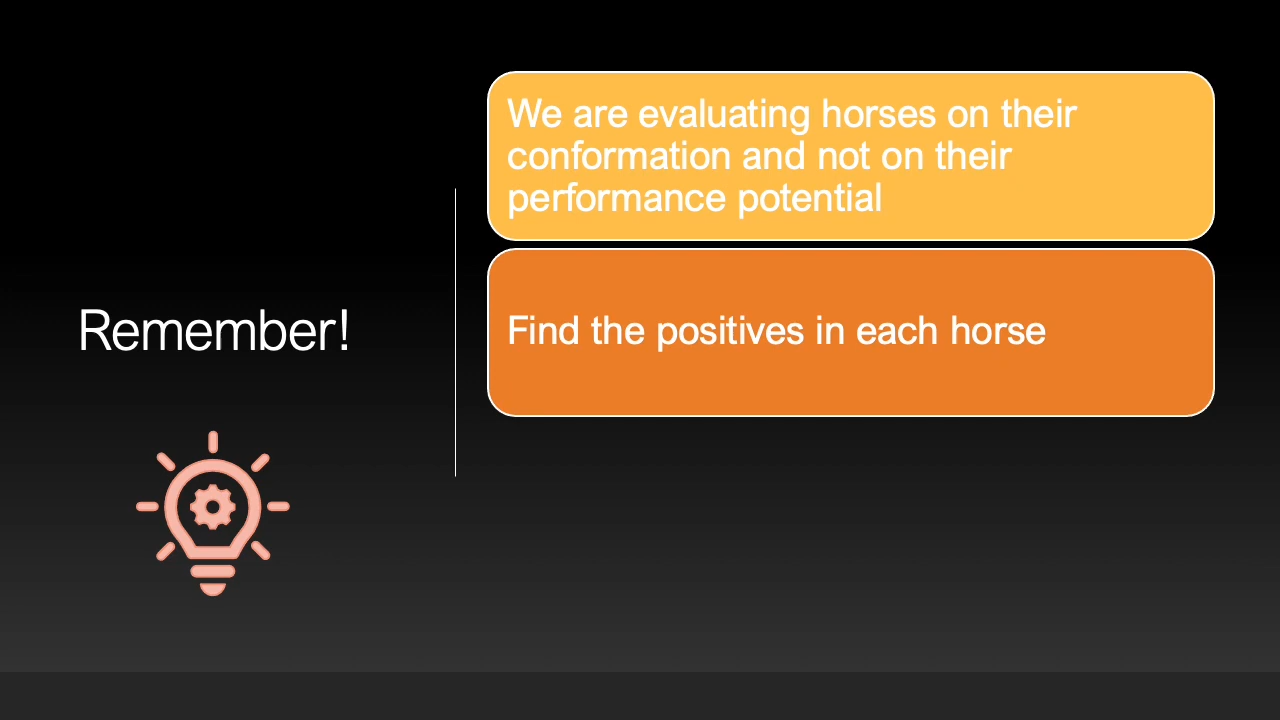 Remember!
We are evaluating horses on their
conformation and not on their
performance potential
Find the positives in each horse